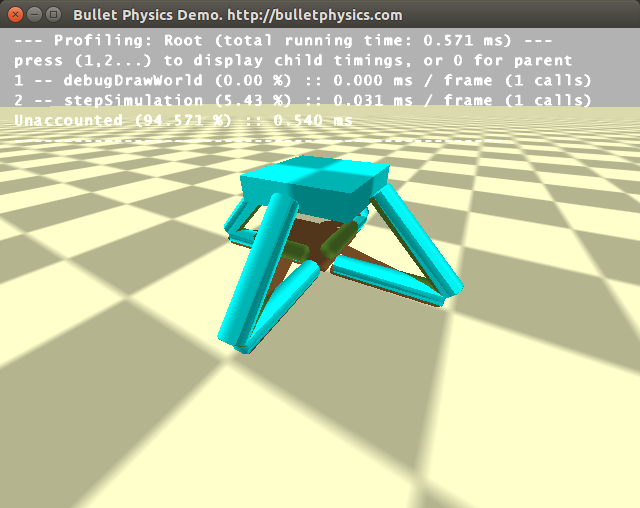 Bullet Physics Demo. http://bulletphysics.com
--- Profiling: Root (total running time: 0.571 ms) ---
press (1,2...) to display child timings, or 0 for parent
1 -- debugDrawWorld (0.00 %) :: 0.000 ms / frame (1 calls)
2 -- stepSimulation (5.43 %) :: 0.031 ms / frame (1 calls)
Unaccounted (94.571 %) :: 0.540 ms
-------------------------------------------------